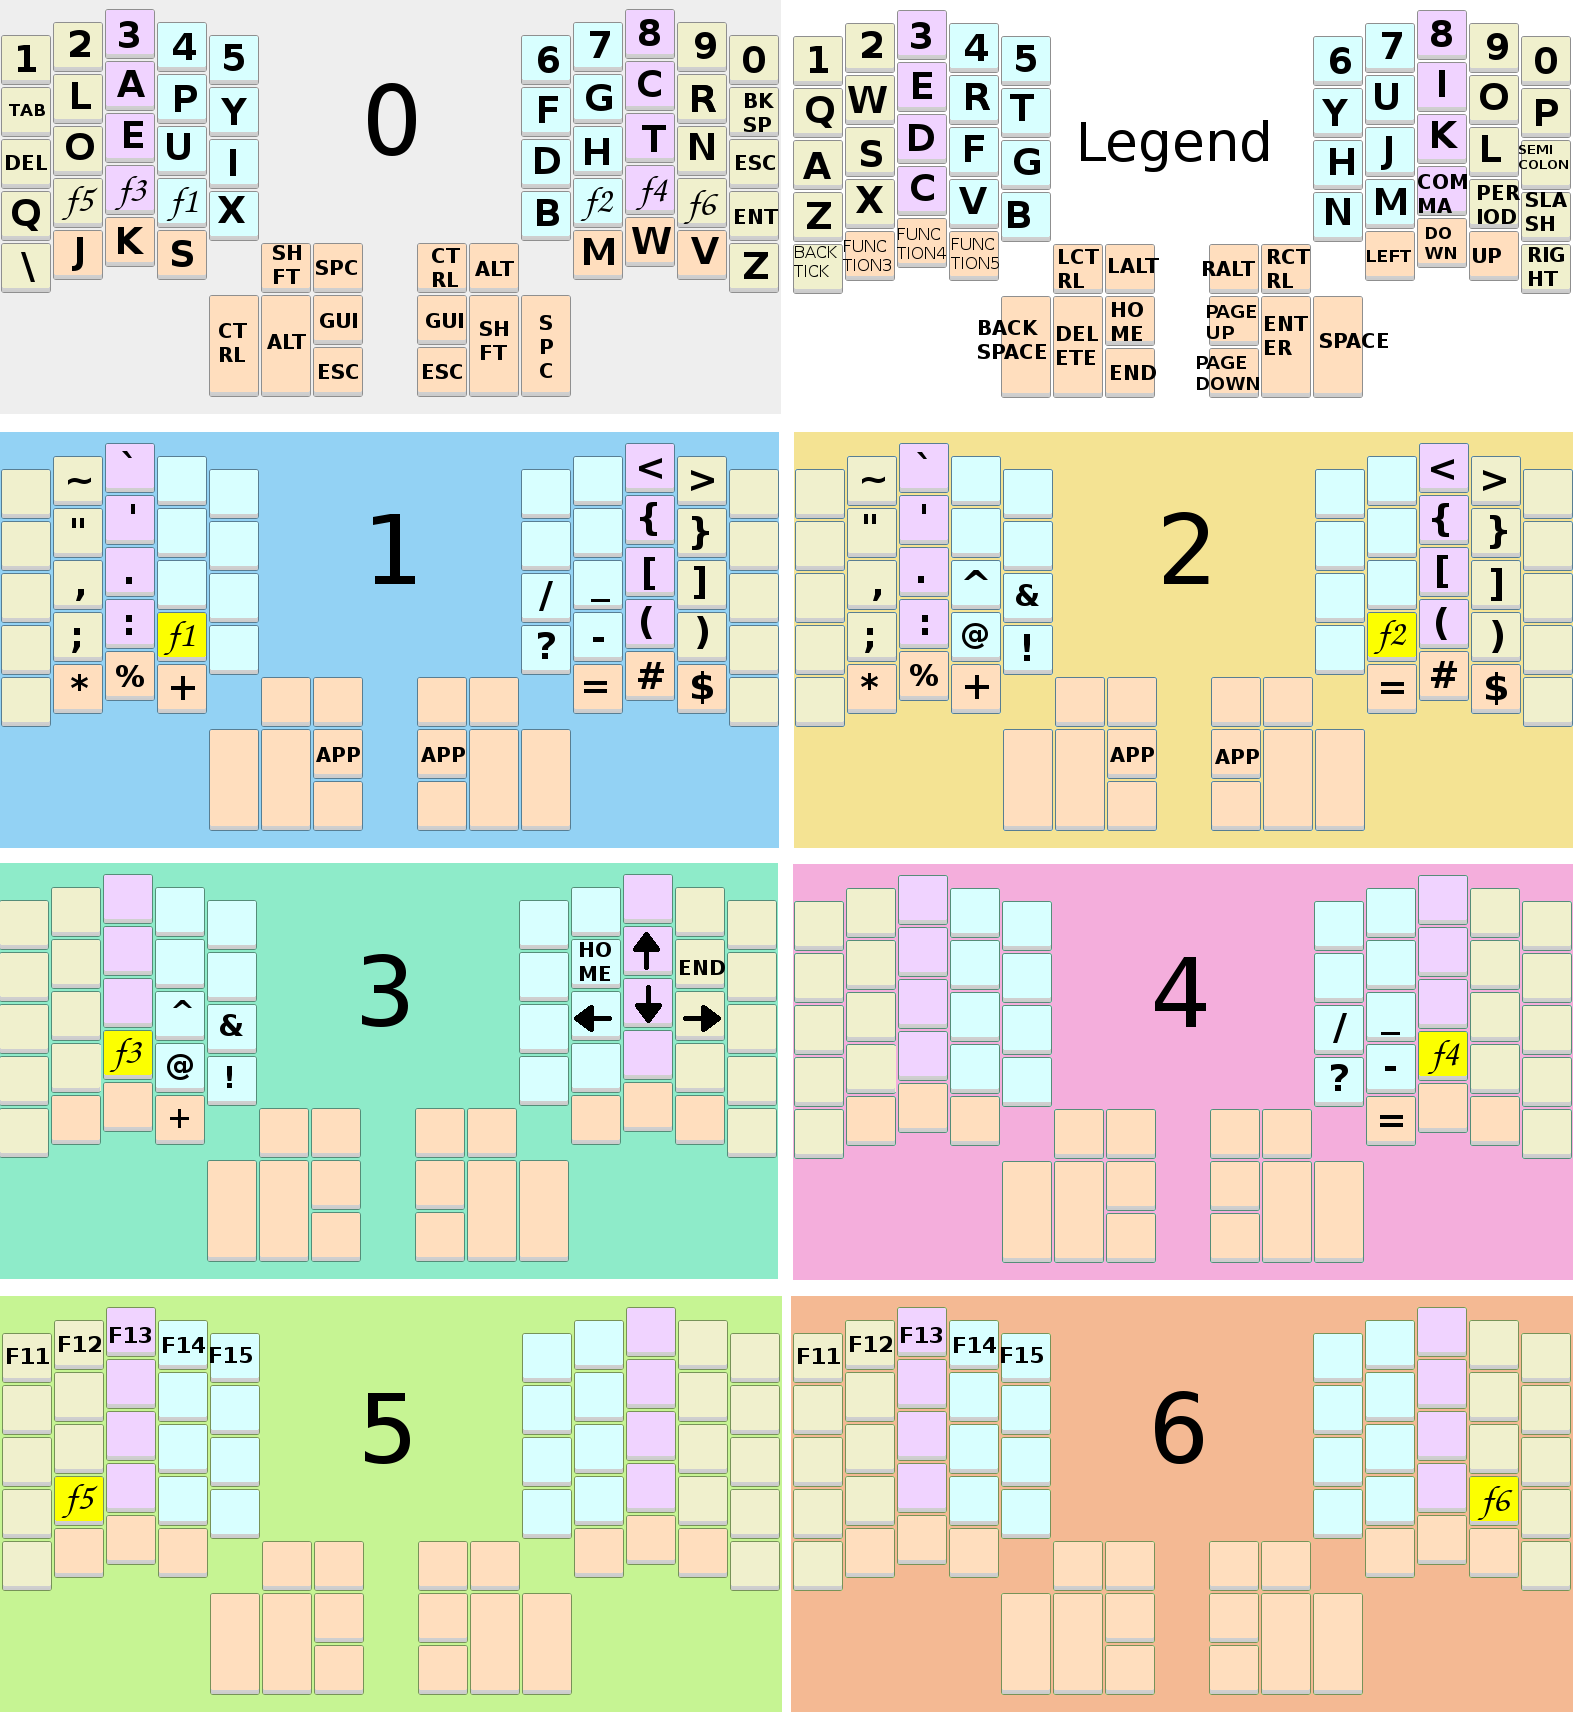 1 2 3 4 5 0 6 7 8 9 0
TAB L A P Y F G C R BK SP
DEL O E U I D H T N ESC
Q f5 f3 f1 X B f2 f4 f6 ENT
\ J K S M W V Z
SH FT SPC CT RL ALT
CT RL ALT GUI GUI SH FT S P C
ESC ESC
1 2 3 4 5 Legend 6 7 8 9 0
Q W E R T Y U I O P
A S D F G H J K L SEMI COLON
Z X C V B N M COM MA PER IOD SLA SH
BACK TICK FUNC TION3 FUNC TION4 FUNC TION5 LEFT DO WN UP RIG HT
LCT RL LALT RALT RCT RL
BACK SPACE DEL ETE HO ME PAGE UP ENT ER SPACE
END PAGE DOWN
1
~ ` < >
" ' { }
, . / _ [ ]
; : f1 ? - ( )
* % + = # $
APP APP
2
~ ` < >
" ' { }
, . ^ & [ ]
; : @ ! f2 ( )
* % + = # $
APP APP
3
HO ME ↑ END
^ & ← ↓ →
f3 @ !
+
4
/ _
? - f4
=
5
F11 F12 F13 F14 F15
f5
6
F11 F12 F13 F14 F15
f6